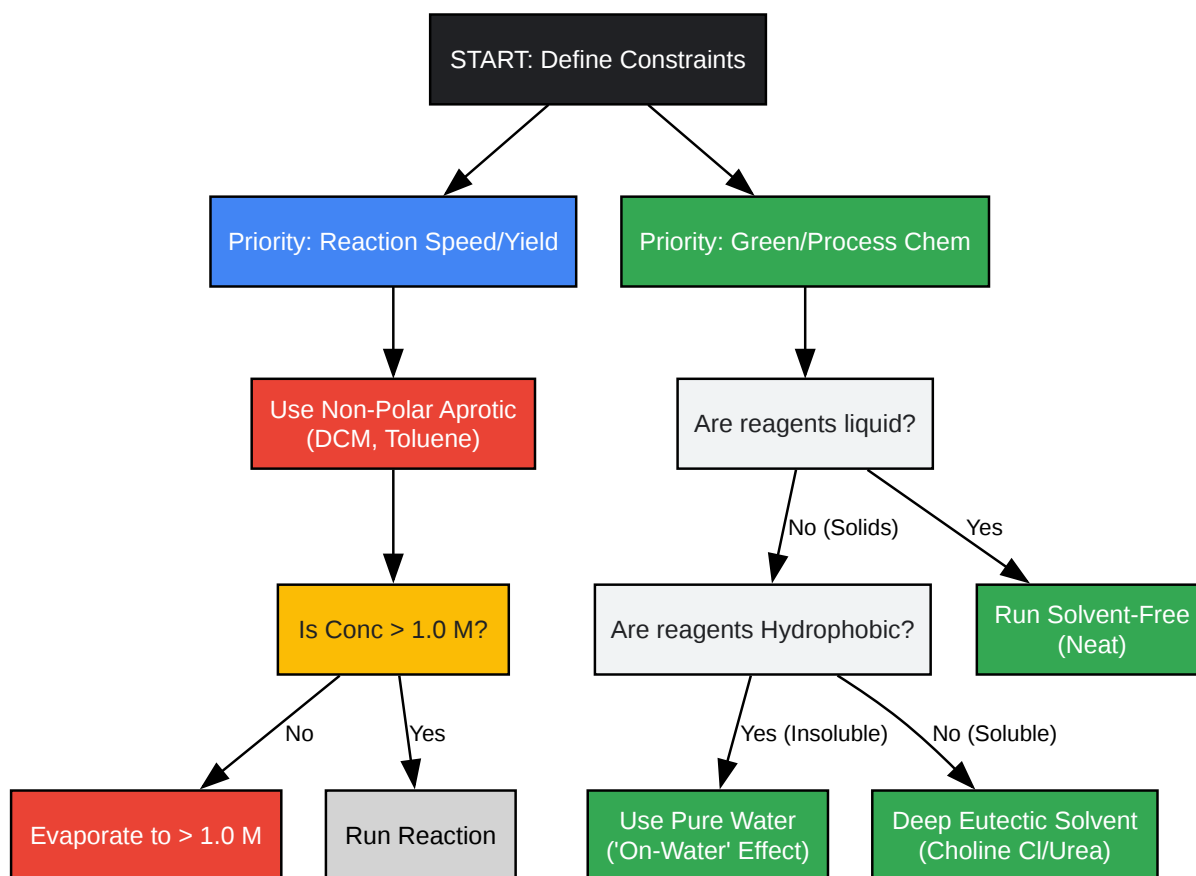 START: Define Constraints
Priority: Reaction Speed/Yield
Priority: Green/Process Chem
Use Non-Polar Aprotic
(DCM, Toluene)
Are reagents liquid?
No (Solids)
Yes
Is Conc > 1.0 M?
Are reagents Hydrophobic?
Run Solvent-Free
(Neat)
No
Yes
Yes (Insoluble)
No (Soluble)
Evaporate to > 1.0 M
Run Reaction
Use Pure Water
('On-Water' Effect)
Deep Eutectic Solvent
(Choline Cl/Urea)